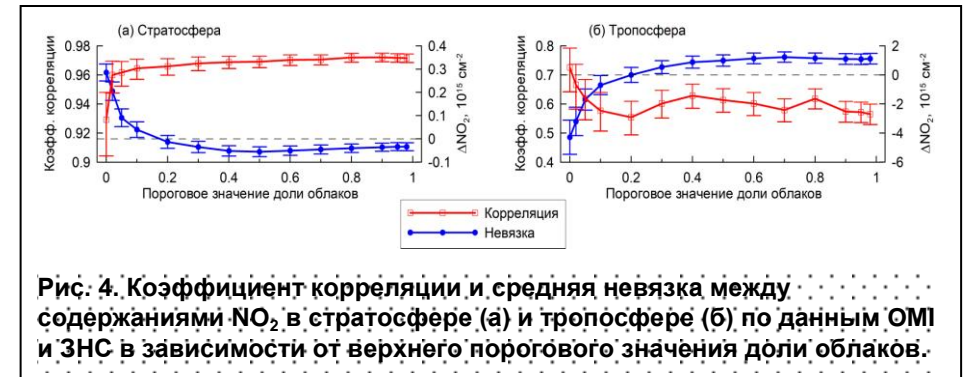 (а) Стратосфера
(б) Тропосфера
0.98
0.96
0.94
0.92
0.9
Коэфф. корреляции
0.4
0.3
0.2
0.1
0
-0.1
ΔNO₂, 10¹⁵ см⁻²
0 0.2 0.4 0.6 0.8 1
Пороговое значение доли облаков
0.8
0.7
0.6
0.5
0.4
Коэфф. корреляции
2
0
-2
-4
-6
ΔNO₂, 10¹⁵ см⁻²
0 0.2 0.4 0.6 0.8 1
Пороговое значение доли облаков
Корреляция
Невязка
Рис. 4. Коэффициент корреляции и средняя невязка между
содержаниями NO₂ в стратосфере (а) и тропосфере (б) по данным OMI
и ЗНС в зависимости от верхнего порогового значения доли облаков.